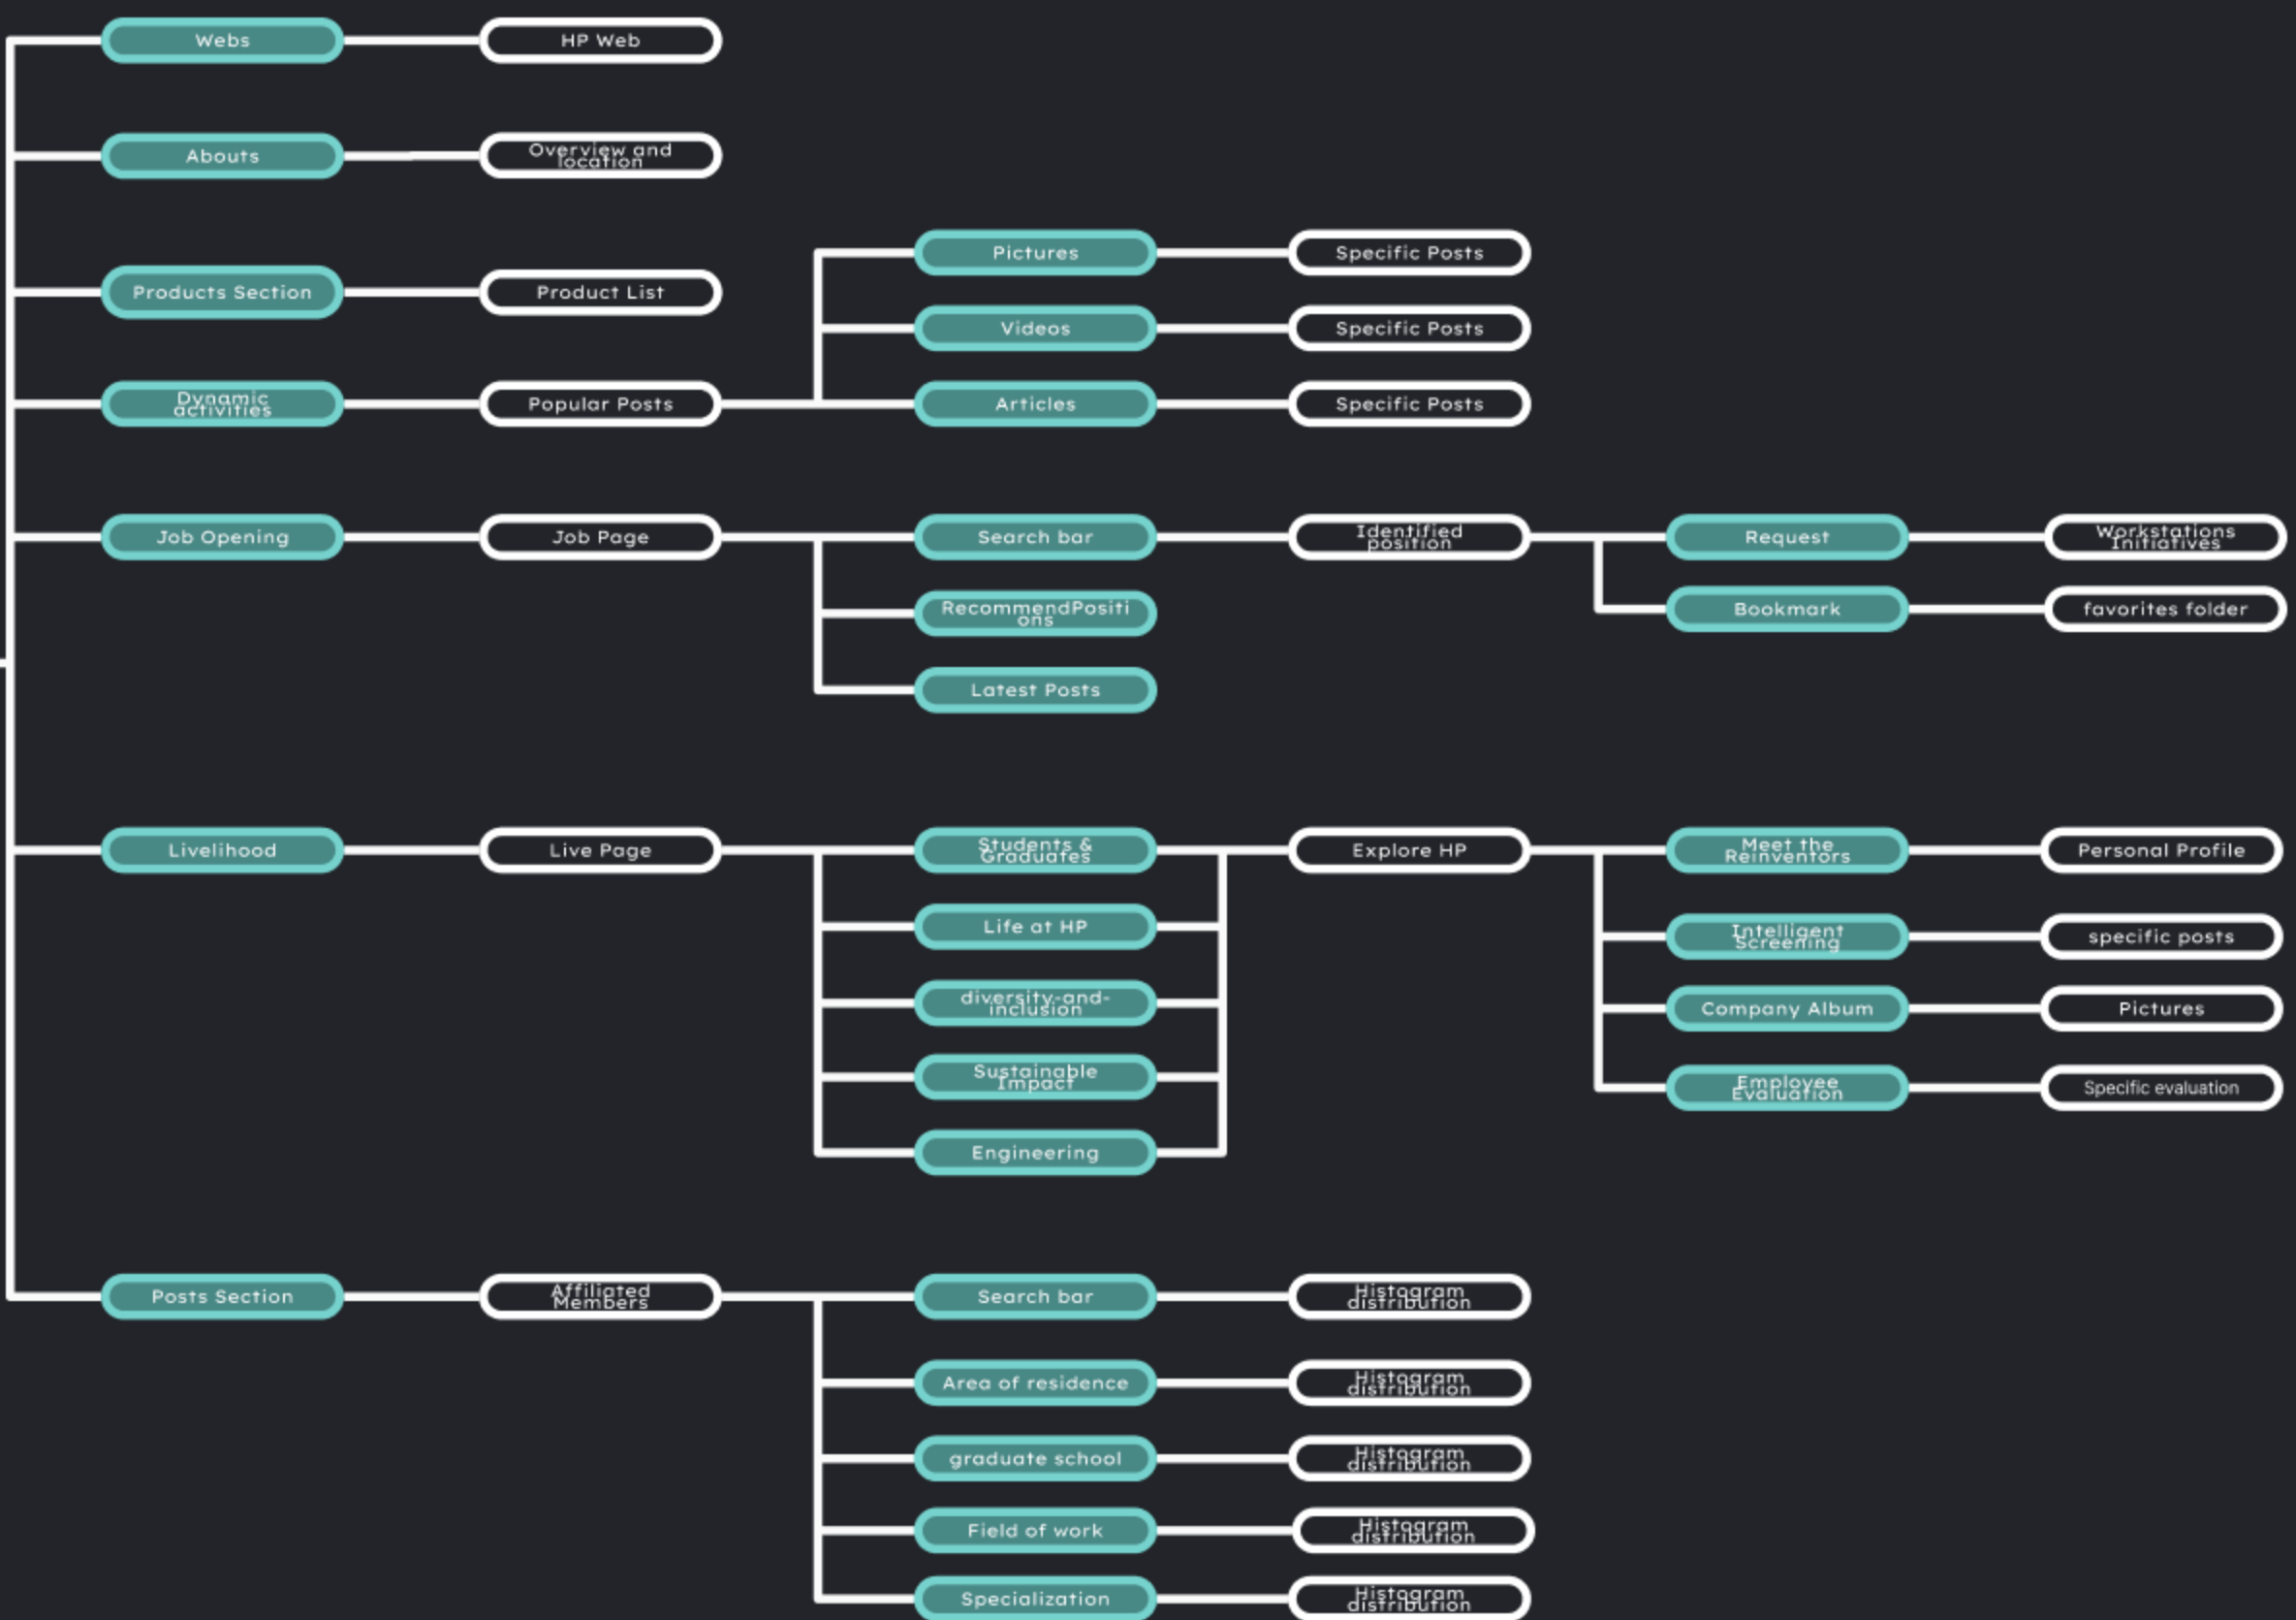 Webs
HP Web
Abouts
Overview and
location
Pictures
Specific Posts
Products Section
Product List
Videos
Specific Posts
Dynamic
activities
Popular Posts
Articles
Specific Posts
Job Opening
Job Page
Search bar
Identified
position
Request
Workstations
Initiatives
RecommendPositi
ons
Bookmark
favorites folder
Latest Posts
Livelihood
Live Page
Students &
Graduates
Explore HP
Meet the
Reinventors
Personal Profile
Life at HP
Intelligent
Screening
specific posts
diversity-and-
inclusion
Company Album
Pictures
Sustainable
Impact
Employee
Evaluation
Specific evaluation
Engineering
Posts Section
Affiliated
Members
Search bar
Histogram
distribution
Area of residence
Histogram
distribution
graduate school
Histogram
distribution
Field of work
Histogram
distribution
Specialization
Histogram
distribution